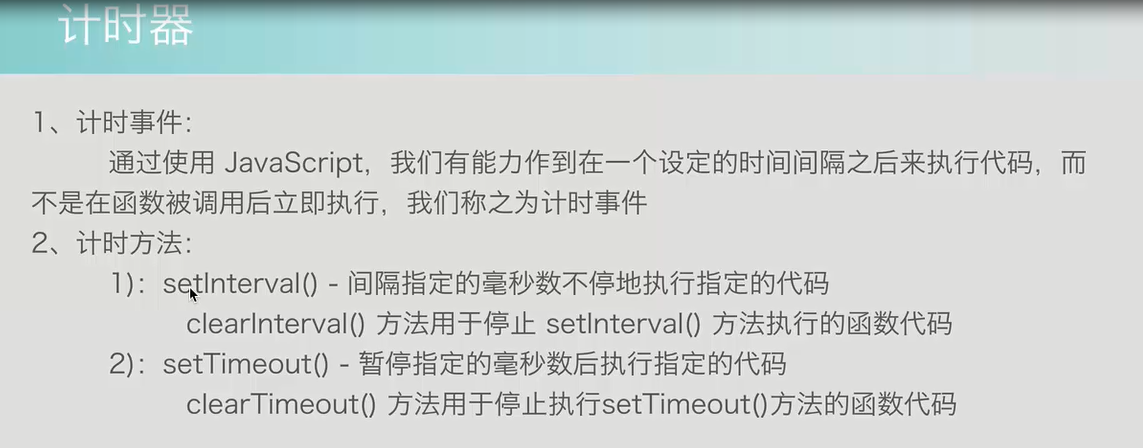 计时器
1、计时事件：
通过使用 JavaScript，我们有能力作到在一个设定的时间间隔之后来执行代码，而
不是在函数被调用后立即执行，我们称之为计时事件
2、计时方法：
1）：setInterval() - 间隔指定的毫秒数不停地执行指定的代码
clearInterval() 方法用于停止 setInterval() 方法执行的函数代码
2）：setTimeout() - 暂停指定的毫秒数后执行指定的代码
clearTimeout() 方法用于停止执行setTimeout()方法的函数代码